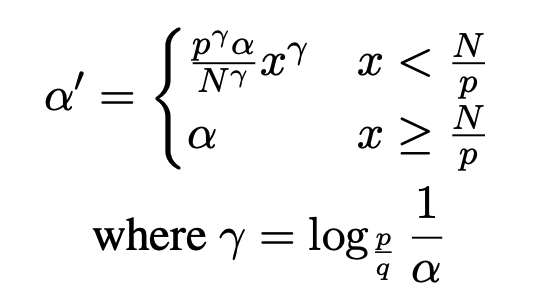 α′ = { (p^γ α / N^γ) x^γ   x < N/p
α   x ≥ N/p
where γ = log_{p/q} 1/α